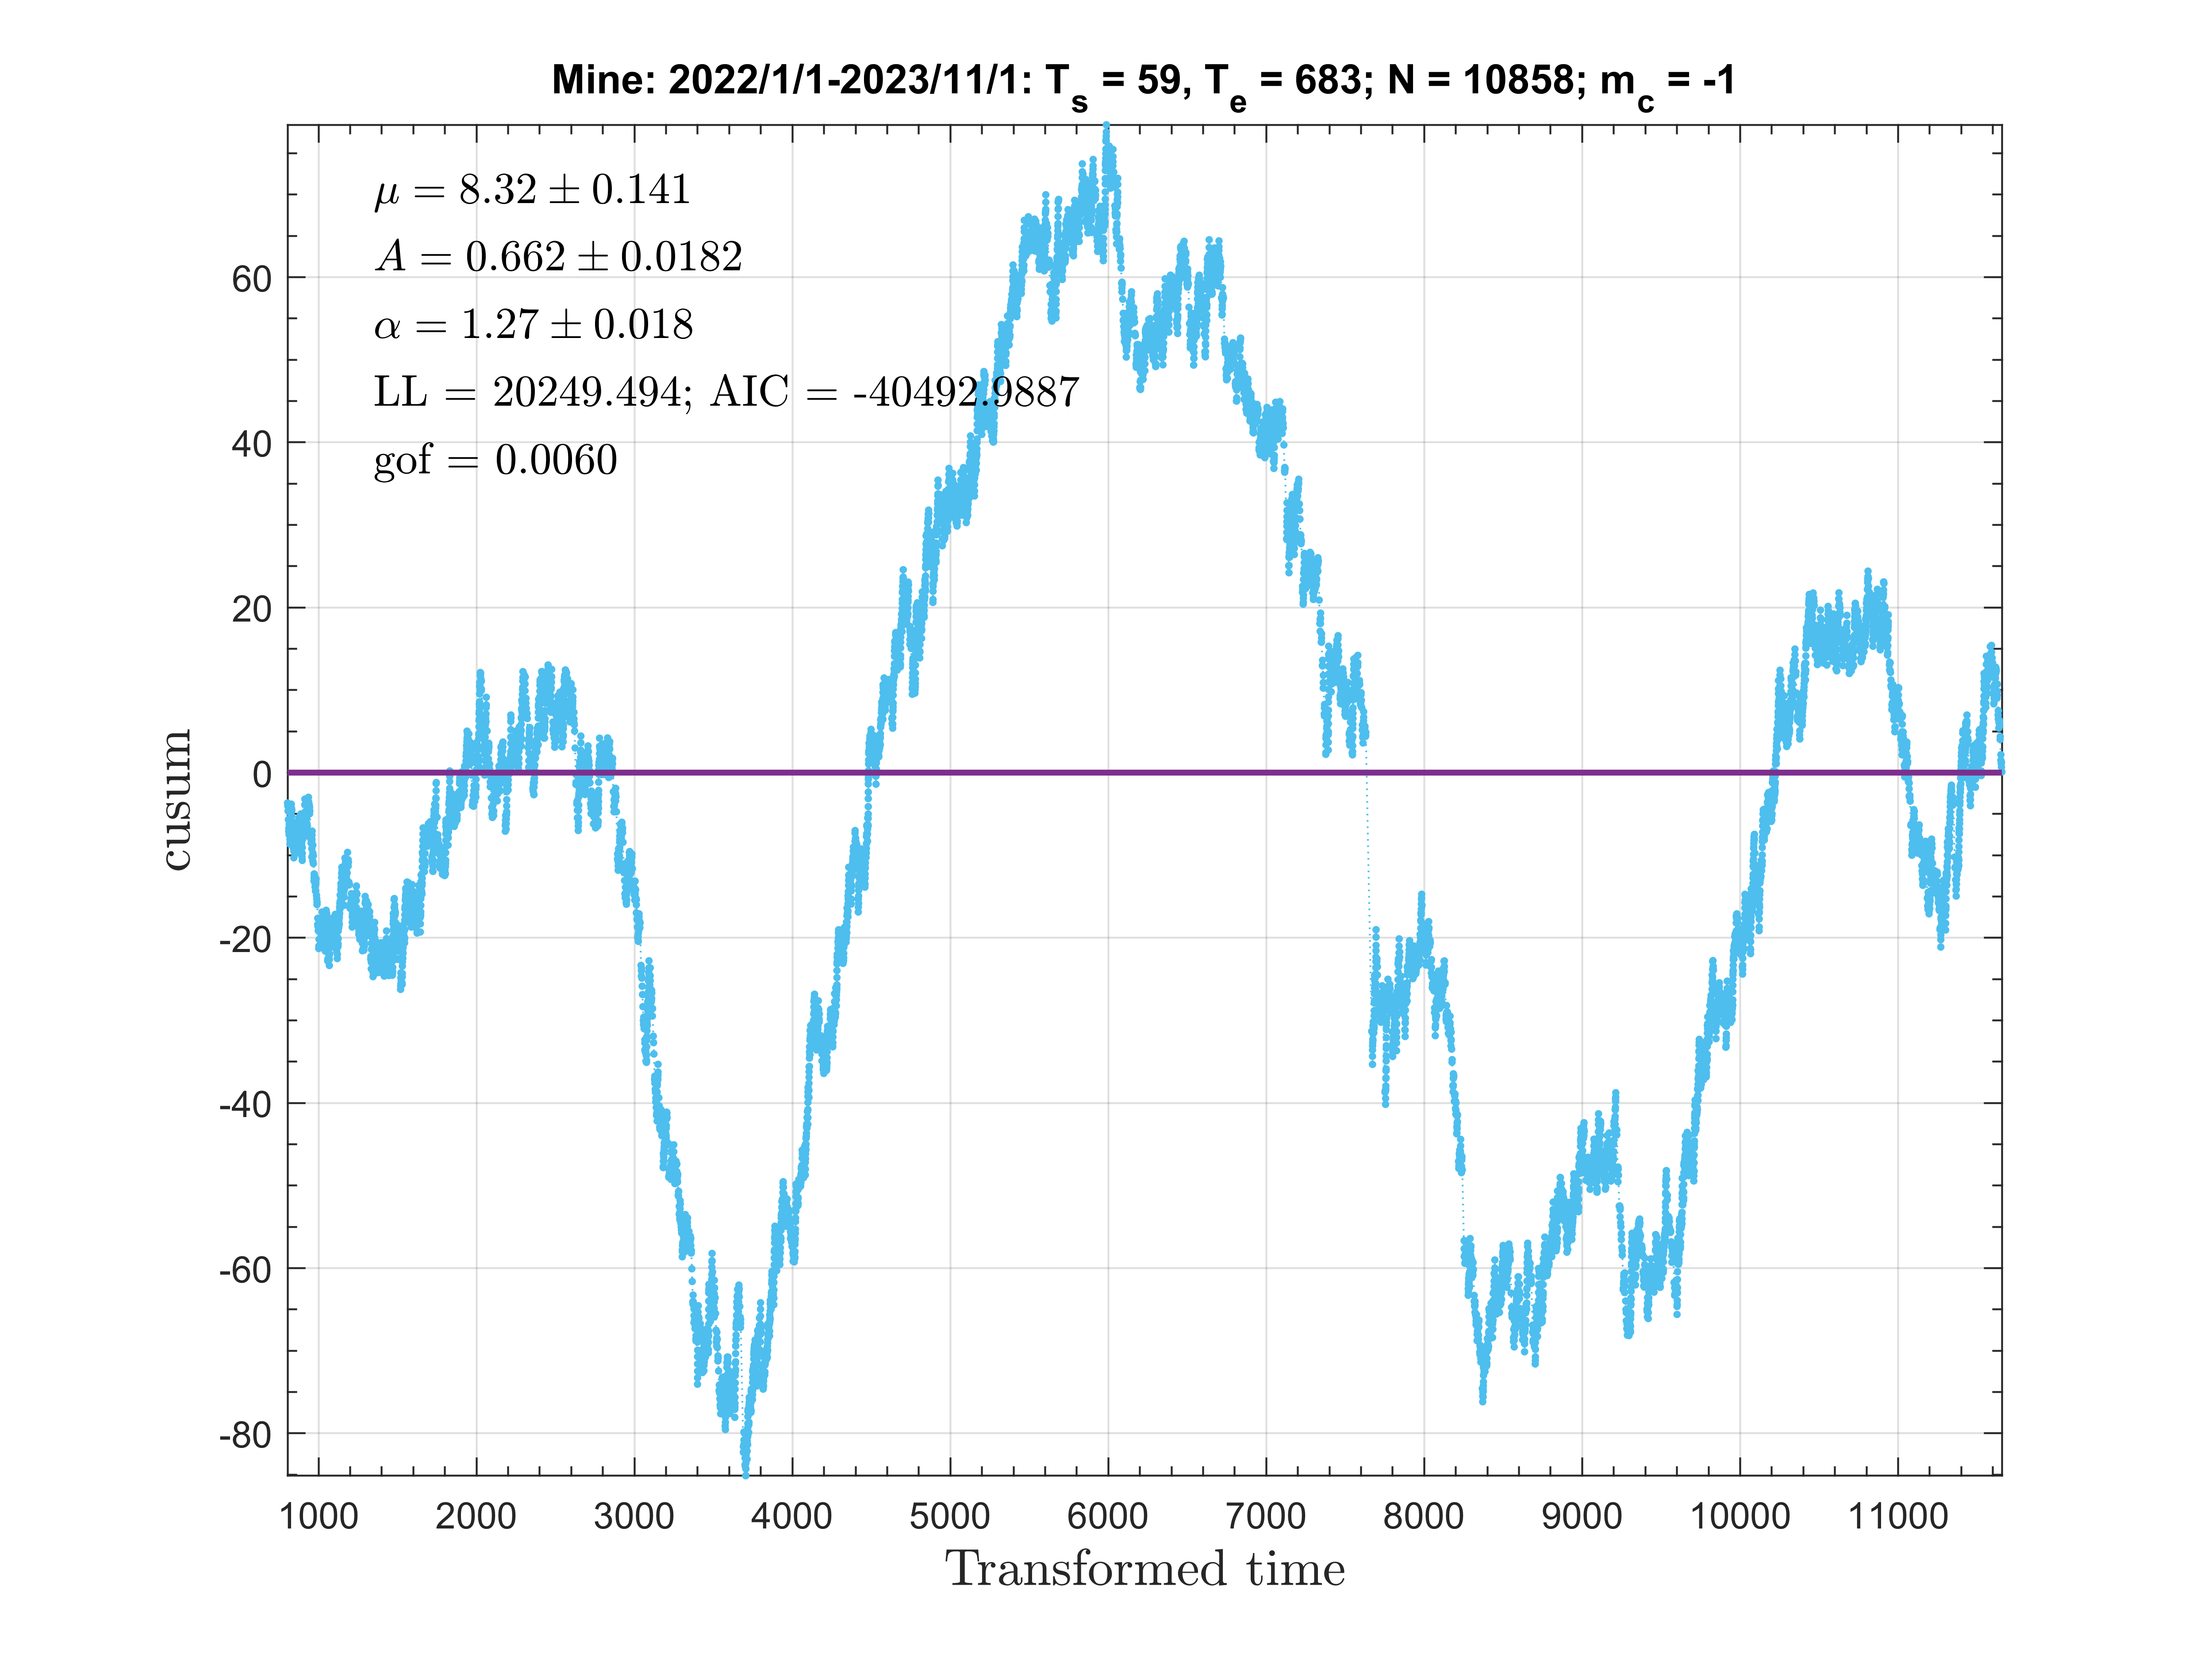 Mine: 2022/1/1-2023/11/1: Tₛ = 59, Tₑ = 683; N = 10858; m_c = -1
μ = 8.32 ± 0.141
A = 0.662 ± 0.0182
α = 1.27 ± 0.018
LL = 20249.494; AIC = -40492.9887
gof = 0.0060
60
40
20
0
-20
-40
-60
-80
cusum
1000 2000 3000 4000 5000 6000 7000 8000 9000 10000 11000
Transformed time